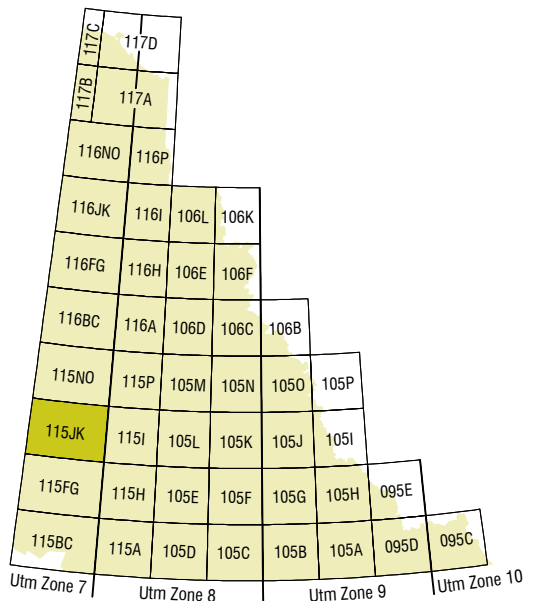 117C 117D
117B 117A
116NO 116P
116JK 116I 106L 106K
116FG 116H 106E 106F
116BC 116A 106D 106C 106B
115NO 115P 105M 105N 105O 105P
115JK 115I 105L 105K 105J 105I
115FG 115H 105E 105F 105G 105H 095E
115BC 115A 105D 105C 105B 105A 095D 095C
Utm Zone 7 Utm Zone 8 Utm Zone 9 Utm Zone 10